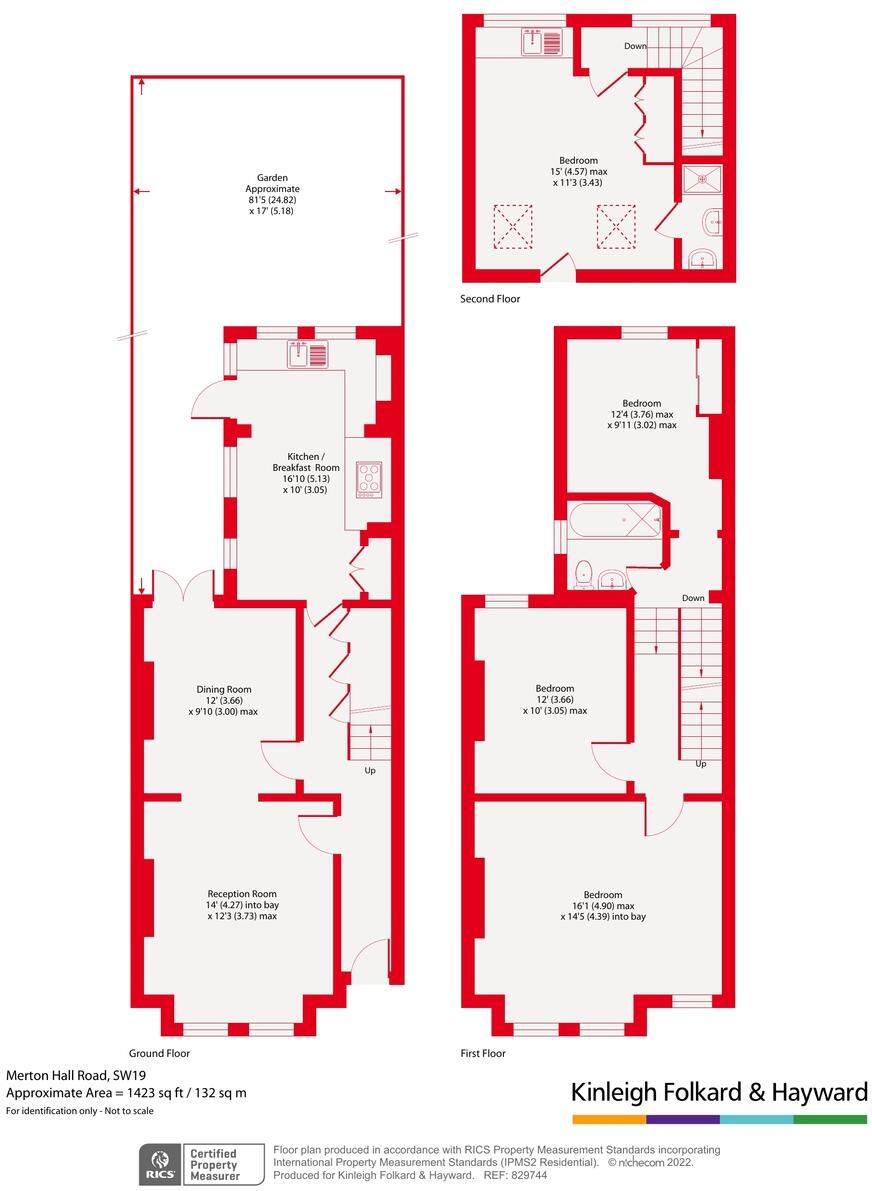 Down
Bedroom
15' (4.57) max
x 11'3 (3.43)
Second Floor
Garden
Approximate
81'5 (24.82)
x 17' (5.18)
Kitchen /
Breakfast Room
16'10 (5.13)
x 10' (3.05)
Dining Room
12' (3.66)
x 9'10 (3.00) max
Up
Reception Room
14' (4.27) into bay
x 12'3 (3.73) max
Ground Floor
Bedroom
12'4 (3.76) max
x 9'11 (3.02) max
Down
Bedroom
12' (3.66)
x 10' (3.05) max
Up
Bedroom
16'1 (4.90) max
x 14'5 (4.39) into bay
First Floor
Merton Hall Road, SW19
Approximate Area = 1423 sq ft / 132 sq m
For identification only - Not to scale
Kinleigh Folkard & Hayward
RICS
Certified
Property
Measurer
Floor plan produced in accordance with RICS Property Measurement Standards incorporating
International Property Measurement Standards (IPMS2 Residential). © nichecom 2022.
Produced for Kinleigh Folkard & Hayward. REF: 829744